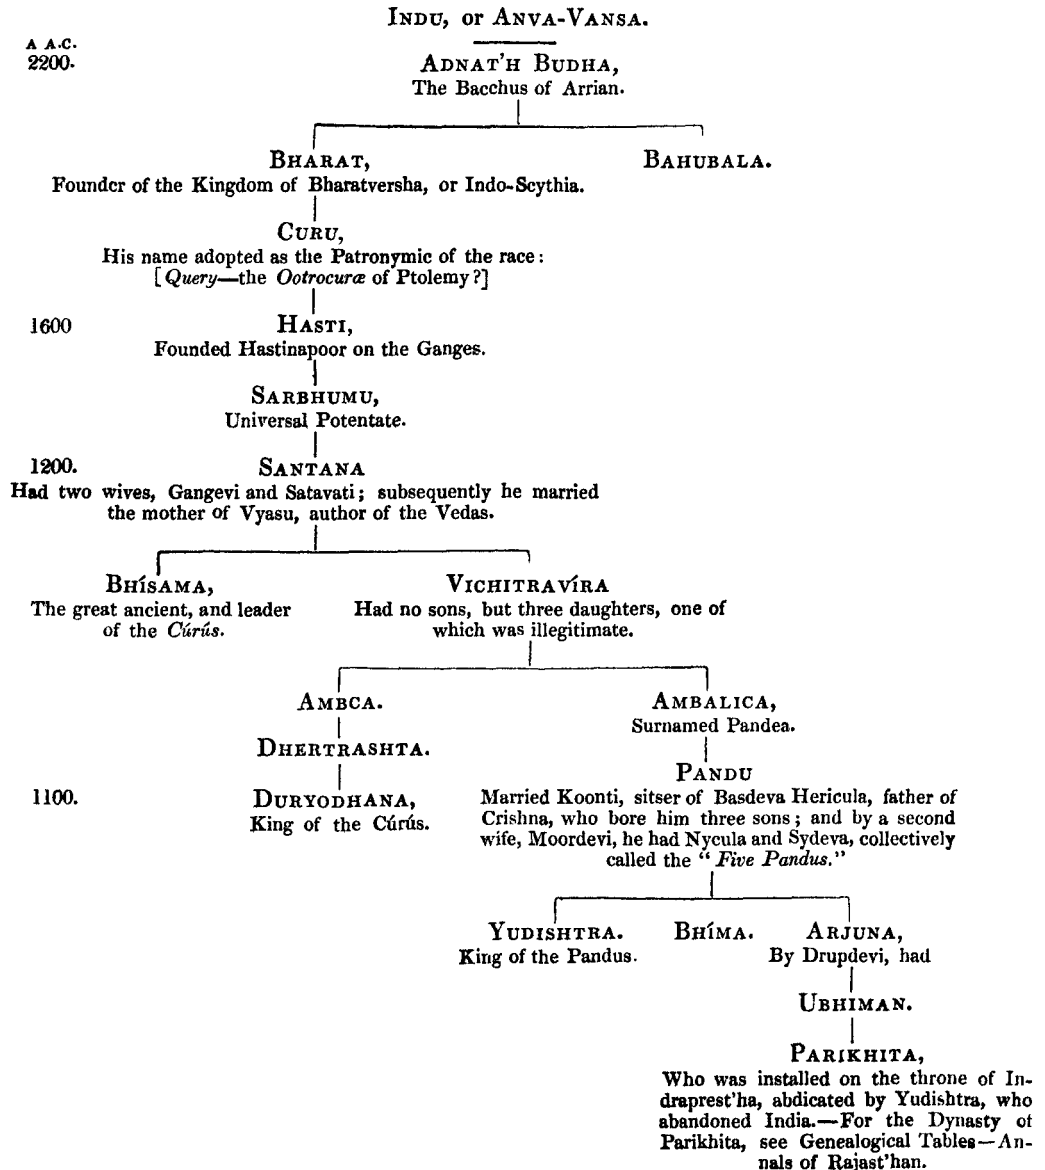 INDU, or ANVA-VANSA.
A A.C.
2200.
ADNAT'H BUDHA,
The Bacchus of Arrian.
BHARAT,
BAHUBALA.
Founder of the Kingdom of Bharatversha, or Indo-Scythia.
CURU,
His name adopted as the Patronymic of the race:
[Query—the Ootrocuræ of Ptolemy?]
1600
HASTI,
Founded Hastinapoor on the Ganges.
SARBHUMU,
Universal Potentate.
1200.
SANTANA
Had two wives, Gangevi and Satavati; subsequently he married
the mother of Vyasu, author of the Vedas.
BHÍSAMA,
The great ancient, and leader
of the Cúrús.
VICHITRAVÍRA
Had no sons, but three daughters, one of
which was illegitimate.
AMBCA.
AMBALICA,
Surnamed Pandea.
DHERTRASHTA.
1100.
DURYODHANA,
King of the Cúrús.
PANDU
Married Koonti, sitser of Basdeva Hericula, father of
Crishna, who bore him three sons; and by a second
wife, Moordevi, he had Nycula and Sydeva, collectively
called the "Five Pandus."
YUDISHTRA.
King of the Pandus.
BHÍMA.
ARJUNA,
By Drupdevi, had
UBHIMAN.
PARIKHITA,
Who was installed on the throne of In-
draprest'ha, abdicated by Yudishtra, who
abandoned India.—For the Dynasty of
Parikhita, see Genealogical Tables—An-
nals of Rajast'han.